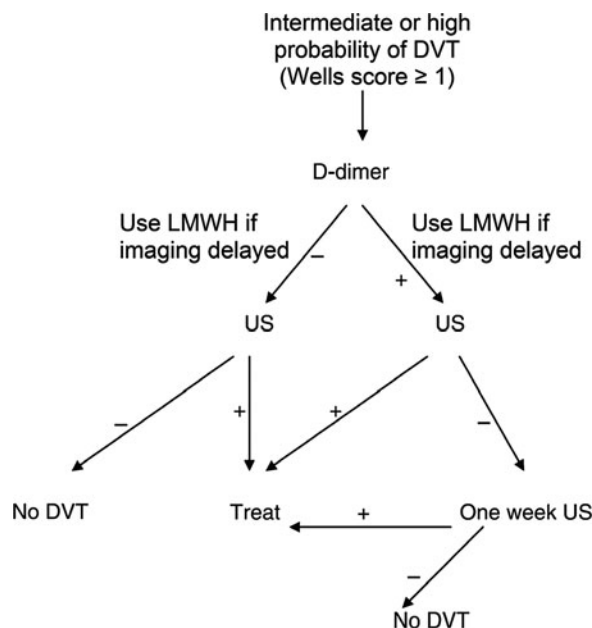 Intermediate or high
probability of DVT
(Wells score ≥ 1)
D-dimer
Use LMWH if
imaging delayed
Use LMWH if
imaging delayed
–
+
US
US
–
+
+
–
No DVT
Treat
One week US
+
–
No DVT